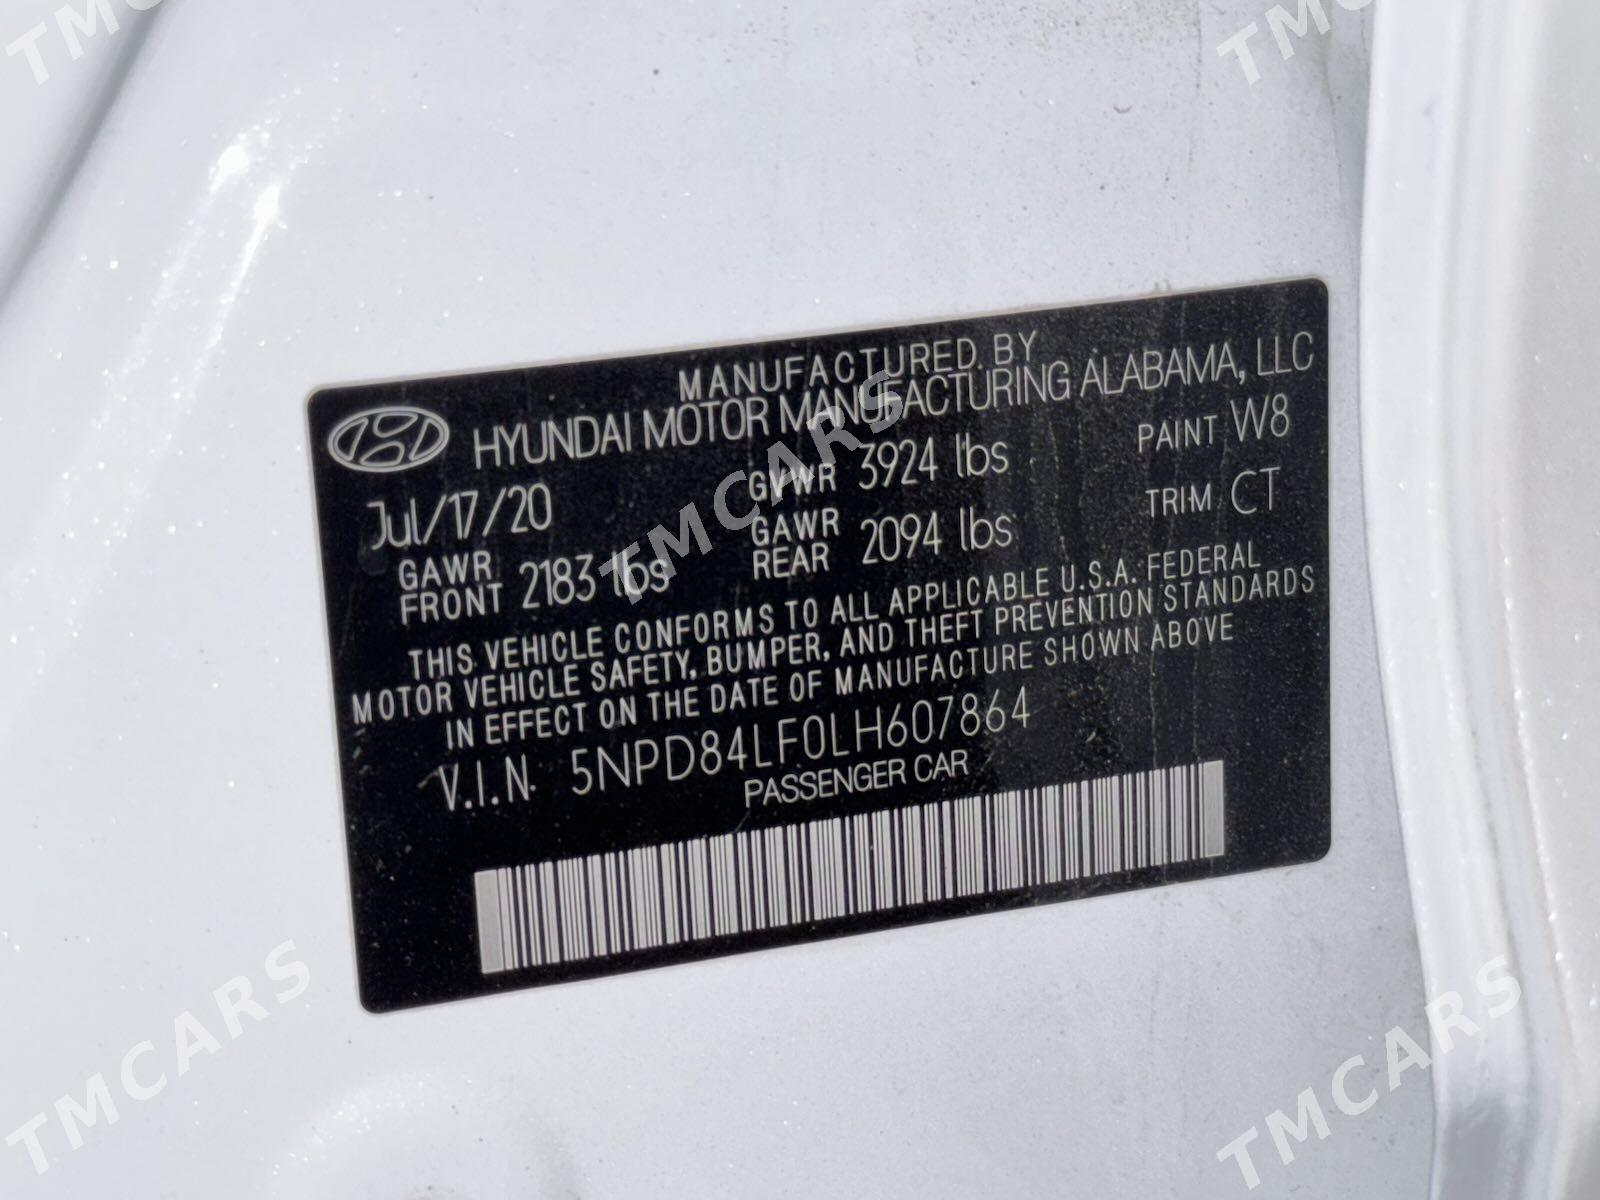 TMCARS
TMCARS
MANUFACTURED BY
HYUNDAI MOTOR MANUFACTURING ALABAMA, LLC
Jul/17/20 GVWR 3924 lbs PAINT W8
GAWR FRONT 2183 lbs GAWR REAR 2094 lbs TRIM CT
THIS VEHICLE CONFORMS TO ALL APPLICABLE U.S.A. FEDERAL
MOTOR VEHICLE SAFETY, BUMPER, AND THEFT PREVENTION STANDARDS
IN EFFECT ON THE DATE OF MANUFACTURE SHOWN ABOVE
V.I.N. 5NPD84LF0LH607864
PASSENGER CAR
TMCARS
TMCARS
TMCARS